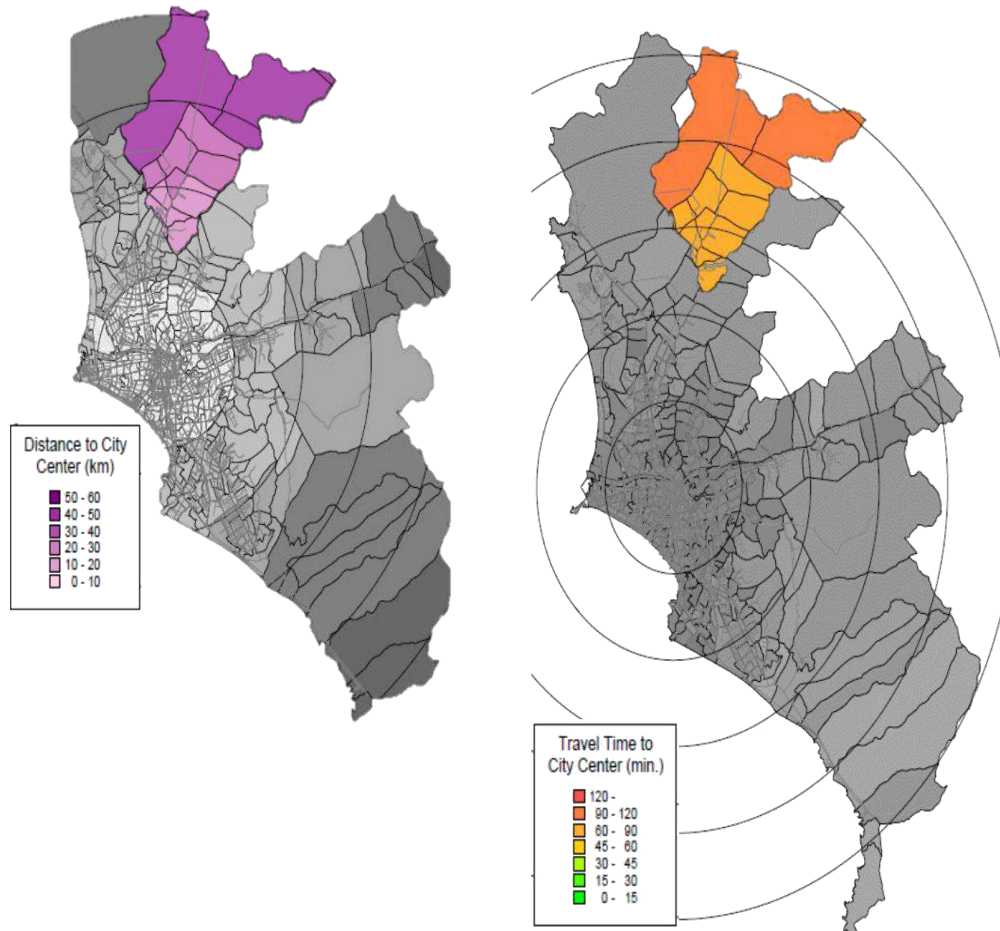 Distance to City
Center (km)
50 - 60
40 - 50
30 - 40
20 - 30
10 - 20
0 - 10
Travel Time to
City Center (min.)
120 -
90 - 120
60 - 90
45 - 60
30 - 45
15 - 30
0 - 15